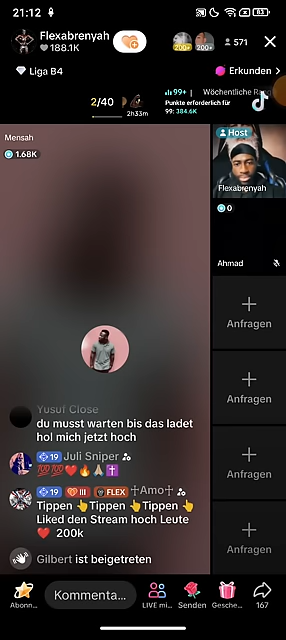 21:12
83
Flexabrenyah
188.1K
200+
200+
571
Liga B4
Erkunden
2/40
2h33m
99+ | Wöchentliche Ran
Punkte erforderlich für
99: 384.6K
Mensah
1.68K
Host
Flexabrenyah
0
Ahmad
Anfragen
Anfragen
Anfragen
Anfragen
Yusuf Close
du musst warten bis das ladet
hol mich jetzt hoch
19 Juli Sniper
💯💯❤️🔥🙏🏽✝️
19 III FLEX ☥Amo☥
Tippen 👆Tippen 👆Tippen 👆
Liked den Stream hoch Leute
❤️ 200k
Gilbert ist beigetreten
Abonn...
Kommenta...
LIVE mi...
Senden
Gesche...
167